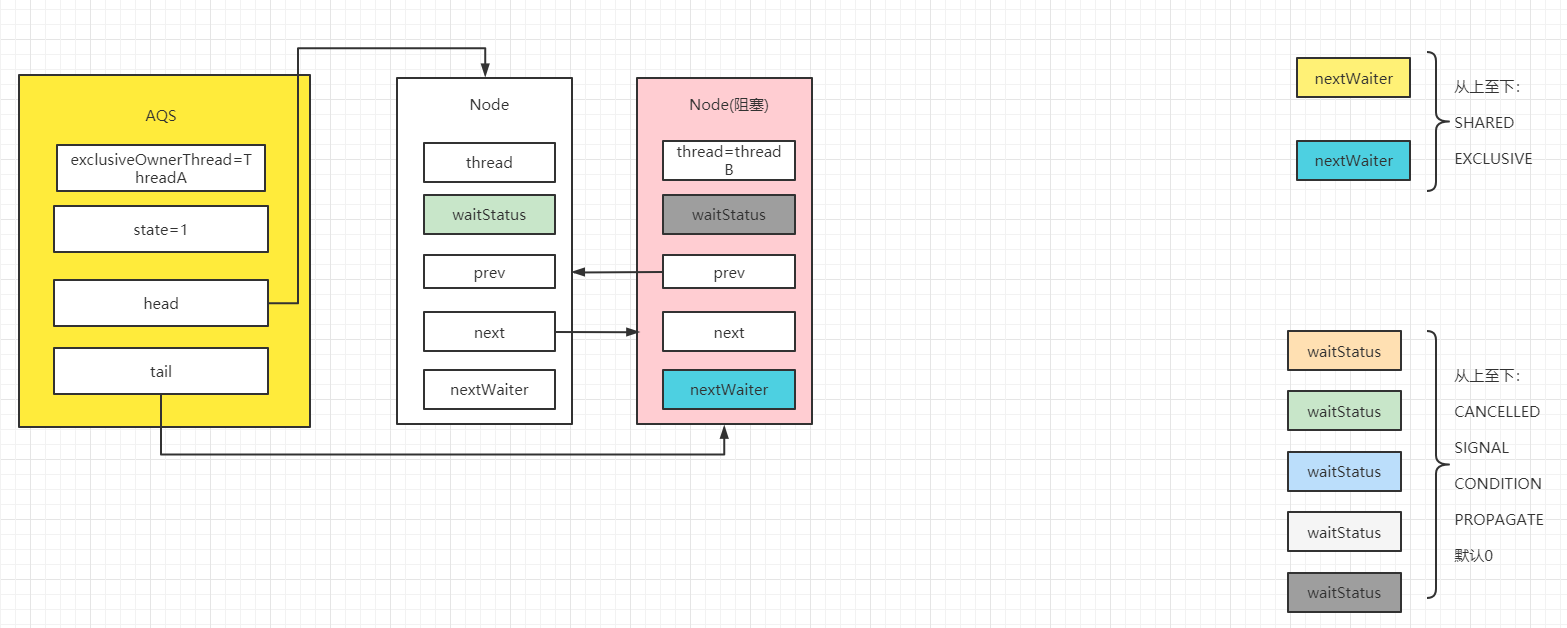 AQS
exclusiveOwnerThread=T
hreadA
state=1
head
tail
Node
thread
waitStatus
prev
next
nextWaiter
Node(阻塞)
thread=thread
B
waitStatus
prev
next
nextWaiter
nextWaiter
nextWaiter
从上至下:
SHARED
EXCLUSIVE
waitStatus
waitStatus
waitStatus
waitStatus
waitStatus
从上至下:
CANCELLED
SIGNAL
CONDITION
PROPAGATE
默认0